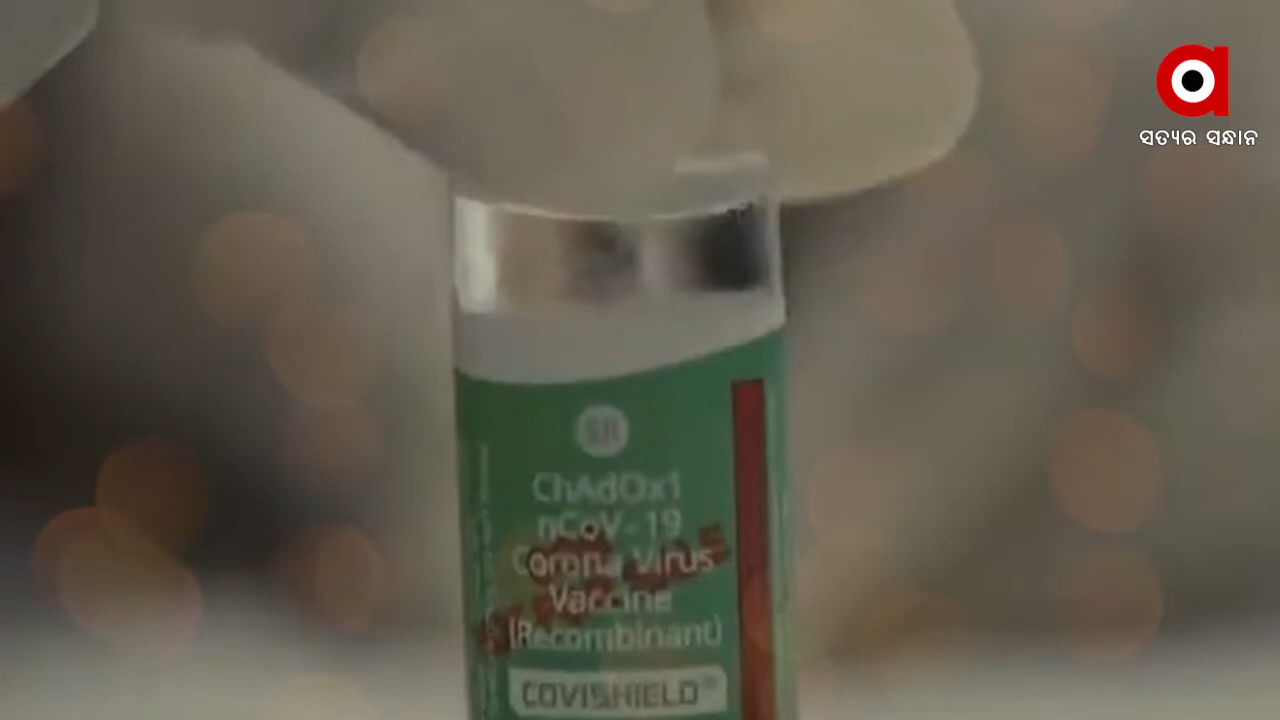 ସତ୍ୟର ସନ୍ଧାନ
ChAdOx1
nCoV - 19
Corona Virus
Vaccine
(Recombinant)
COVISHIELD